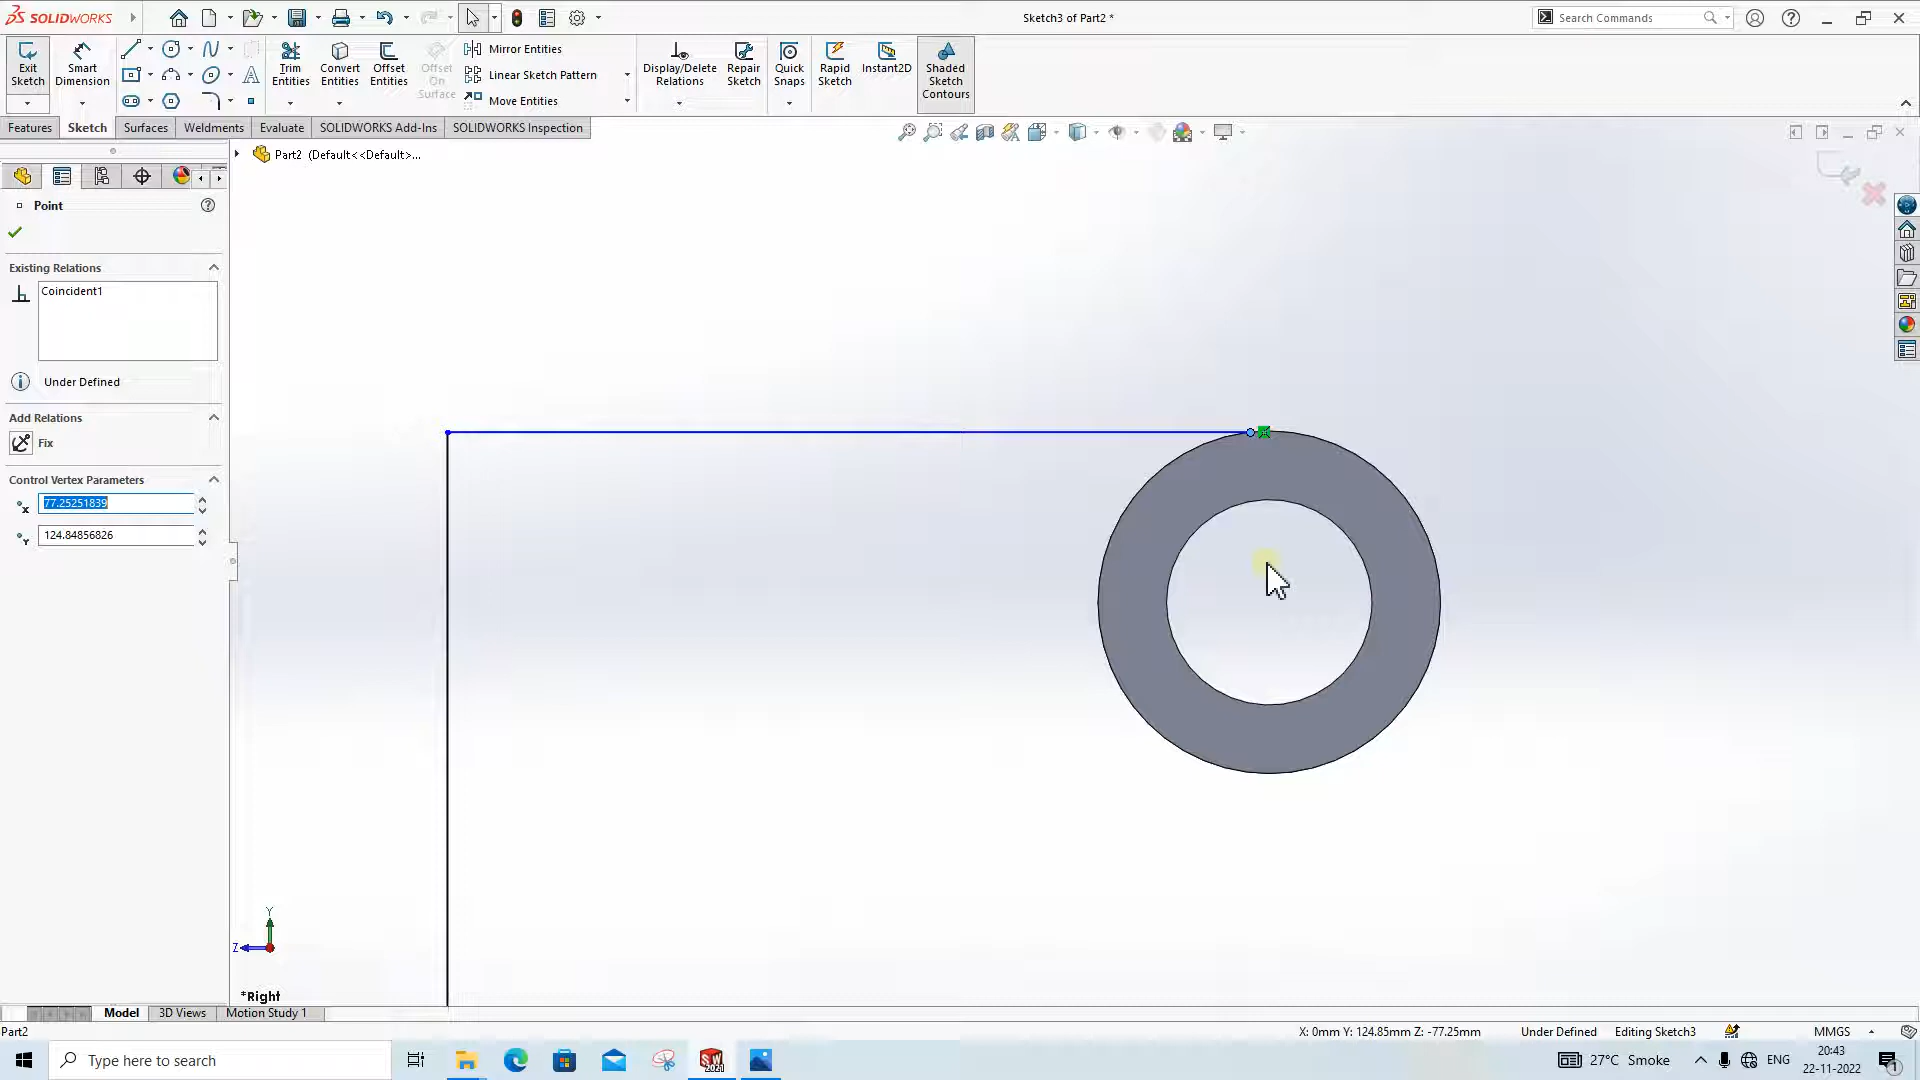 SOLIDWORKS
Sketch3 of Part2 *
Search Commands
Exit Sketch
Smart Dimension
Trim Entities
Convert Entities
Offset Entities
Offset On Surface
Mirror Entities
Linear Sketch Pattern
Move Entities
Display/Delete Relations
Repair Sketch
Quick Snaps
Rapid Sketch
Instant2D
Shaded Sketch Contours
Features
Sketch
Surfaces
Weldments
Evaluate
SOLIDWORKS Add-Ins
SOLIDWORKS Inspection
Part2 (Default<<Default>...
Point
Existing Relations
Coincident1
Under Defined
Add Relations
Fix
Control Vertex Parameters
X
77.25251839
Y
124.84856826
Y
Z
*Right
Model
3D Views
Motion Study 1
Part2
X: 0mm Y: 124.85mm Z: -77.25mm
Under Defined
Editing Sketch3
MMGS
Type here to search
SW 2021
27°C Smoke
ENG
20:43
22-11-2022
1